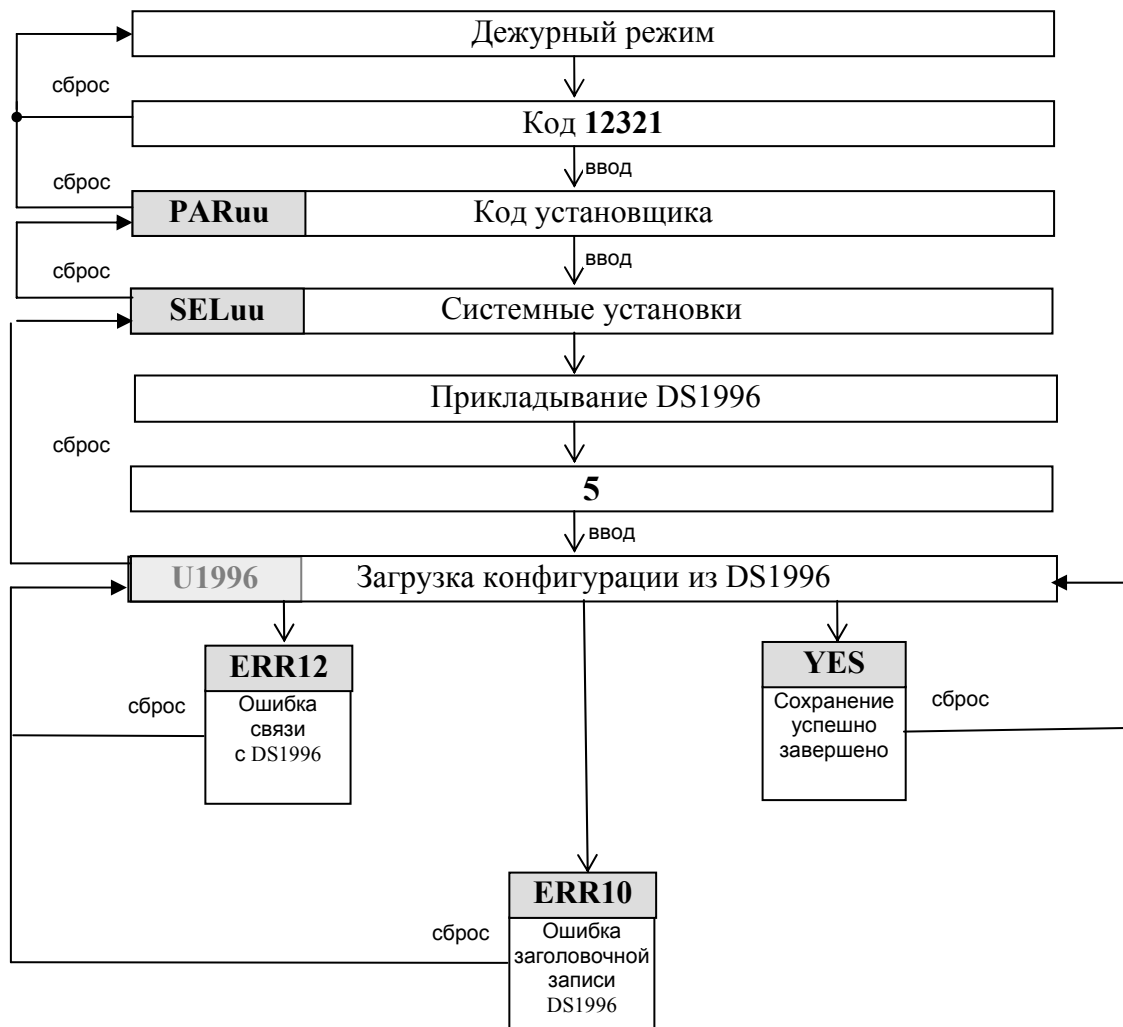 Дежурный режим
сброс
Код 12321
ввод
сброс
PARuu Код установщика
ввод
сброс
SELuu Системные установки
Прикладывание DS1996
сброс
5
ввод
U1996 Загрузка конфигурации из DS1996
ERR12
YES
сброс
Ошибка
связи
с DS1996
Сохранение
успешно
завершено
сброс
ERR10
сброс
Ошибка
заголовочной
записи
DS1996